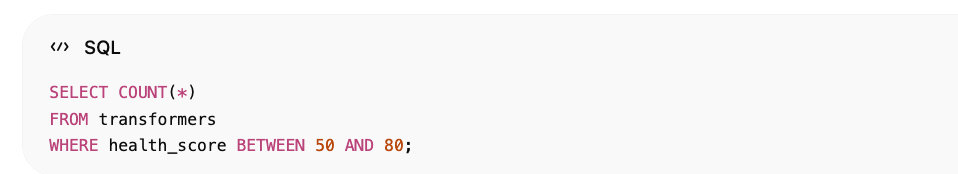 </> SQL
SELECT COUNT(*)
FROM transformers
WHERE health_score BETWEEN 50 AND 80;